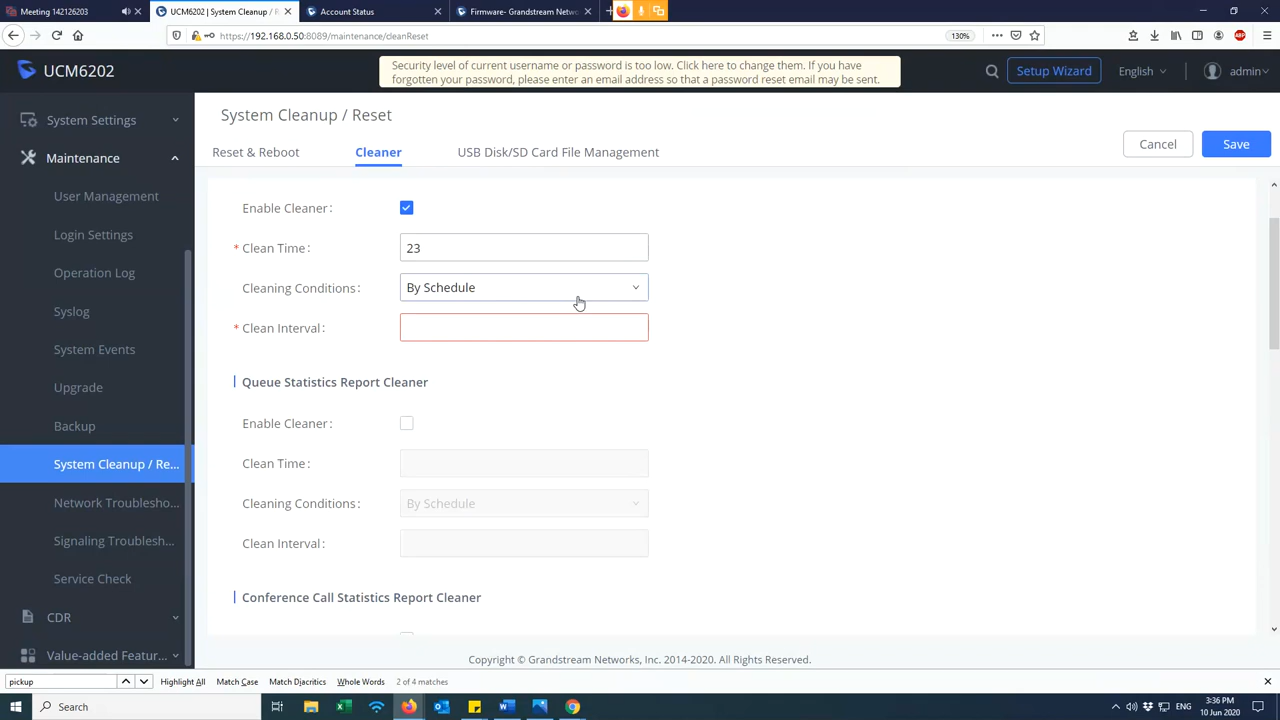 Meeting 142126203
UCM6202 | System Cleanup / R
Account Status
Firmware- Grandstream Netwo
https://192.168.0.50:8089/maintenance/cleanReset
130%
ABP
UCM6202
Security level of current username or password is too low. Click here to change them. If you have
forgotten your password, please enter an email address so that a password reset email may be sent.
Setup Wizard
English
admin
System Settings
Maintenance
User Management
Login Settings
Operation Log
Syslog
System Events
Upgrade
Backup
System Cleanup / Re...
Network Troublesho...
Signaling Troublesh...
Service Check
CDR
Value-added Featur...
System Cleanup / Reset
Reset & Reboot
Cleaner
USB Disk/SD Card File Management
Cancel
Save
Enable Cleaner :
* Clean Time :
23
Cleaning Conditions :
By Schedule
* Clean Interval :
Queue Statistics Report Cleaner
Enable Cleaner :
Clean Time :
Cleaning Conditions :
By Schedule
Clean Interval :
Conference Call Statistics Report Cleaner
Copyright © Grandstream Networks, Inc. 2014-2020. All Rights Reserved.
pickup
Highlight All
Match Case
Match Diacritics
Whole Words
2 of 4 matches
Search
ENG
3:36 PM
10 Jun 2020